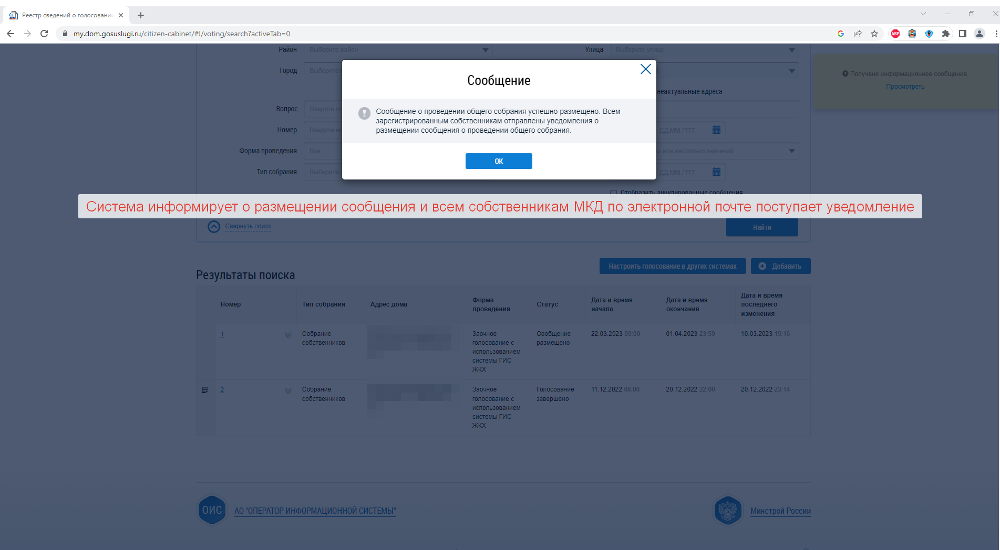 Реестр сведений о голосовании
my.dom.gosuslugi.ru/citizen-cabinet/#!/voting/search?activeTab=0
ABP
Район
Выберите район
Улица
Выберите улицу
Город
Выберите
неактуальные адреса
Вопрос
Введите
Номер
Введите
ДД.ММ.ГГГГ
Форма проведения
Все
или несколько значений
Тип собрания
Выберите
ДД.ММ.ГГГГ
Отобразить аннулированные сообщения
Получено информационное сообщение.
Просмотреть
Сообщение
Сообщение о проведении общего собрания успешно размещено. Всем
зарегистрированным собственникам отправлены уведомления о
размещении сообщения о проведении общего собрания.
ОК
Система информирует о размещении сообщения и всем собственникам МКД по электронной почте поступает уведомление
Свернуть поиск
Найти
Результаты поиска
Настроить голосование в других системах
Добавить
Номер
Тип собрания
Адрес дома
Форма
проведения
Статус
Дата и время
начала
Дата и время
окончания
Дата и время
последнего
изменения
1
Собрание
собственников
Заочное
голосование с
использованием
системы ГИС
ЖКХ
Сообщение
размещено
22.03.2023 09:00
01.04.2023 23:59
10.03.2023 15:16
2
Собрание
собственников
Заочное
голосование с
использованием
системы ГИС
ЖКХ
Голосование
завершено
11.12.2022 08:00
20.12.2022 22:00
20.12.2022 23:14
ОИС
АО "ОПЕРАТОР ИНФОРМАЦИОННОЙ СИСТЕМЫ"
Минстрой России